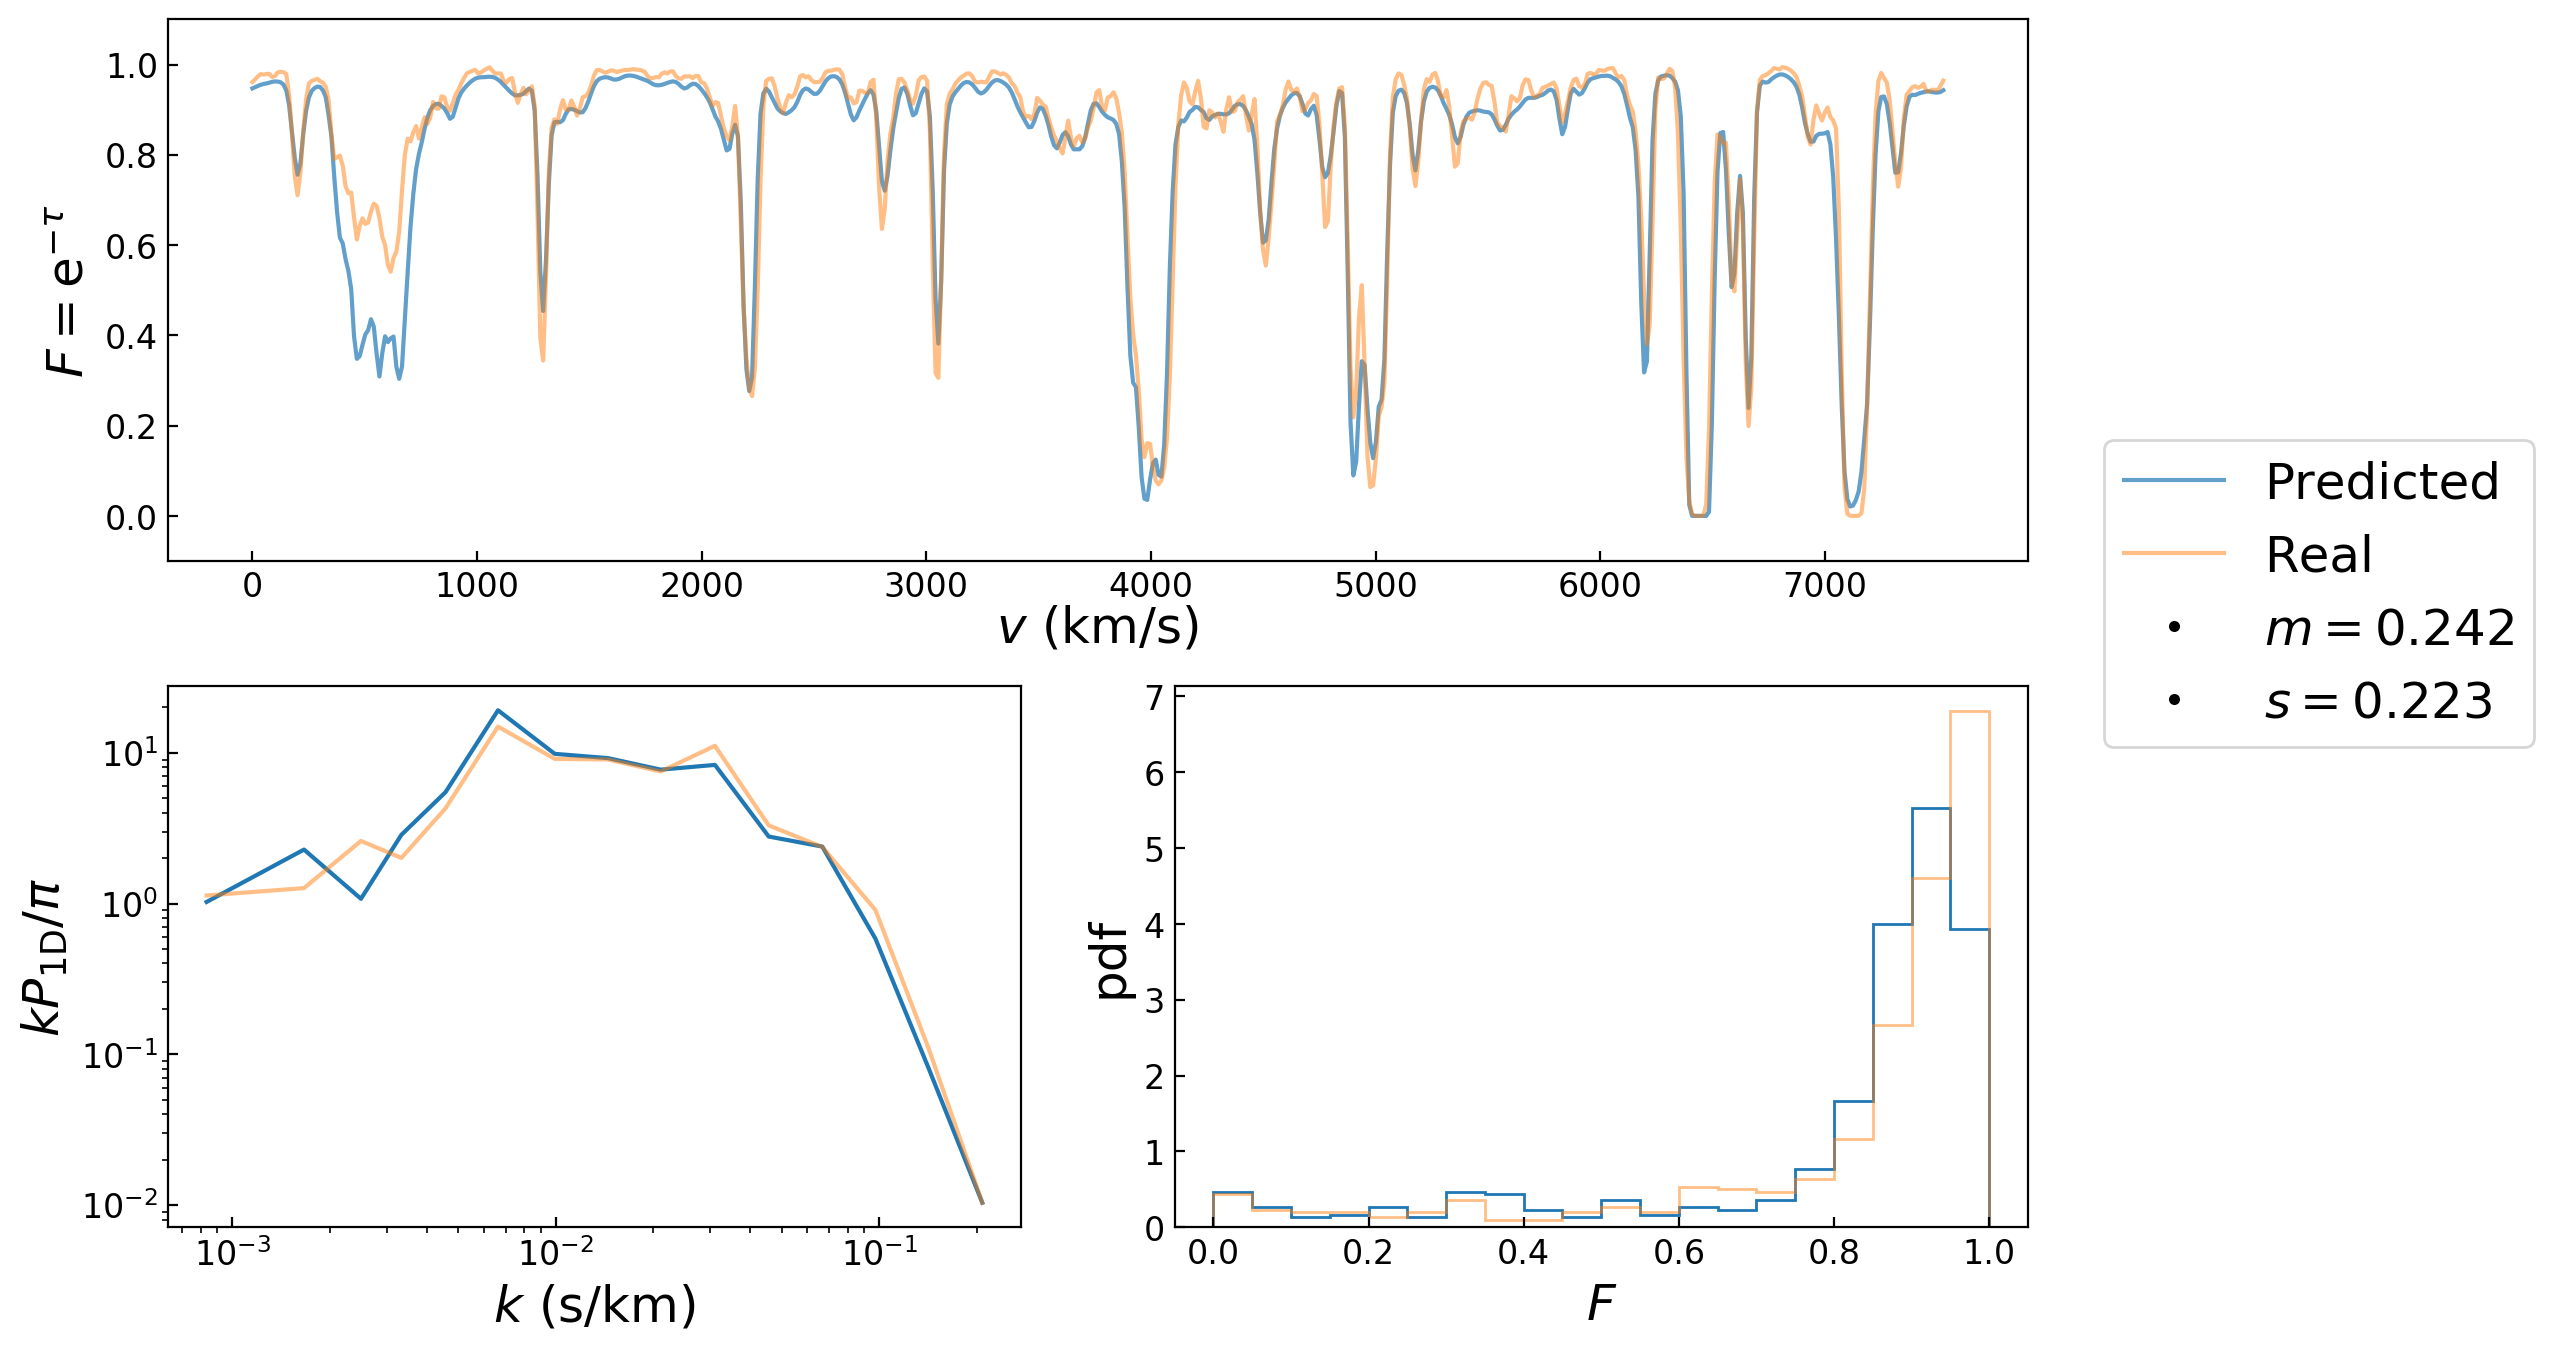 1.0
0.8
0.6
0.4
0.2
0.0
F = e^{−τ}
0 1000 2000 3000 4000 5000 6000 7000
v (km/s)
Predicted
Real
m = 0.242
s = 0.223
10^1
10^0
10^{−1}
10^{−2}
kP_{1D}/π
10^{−3} 10^{−2} 10^{−1}
k (s/km)
7
6
5
4
3
2
1
0
pdf
0.0 0.2 0.4 0.6 0.8 1.0
F